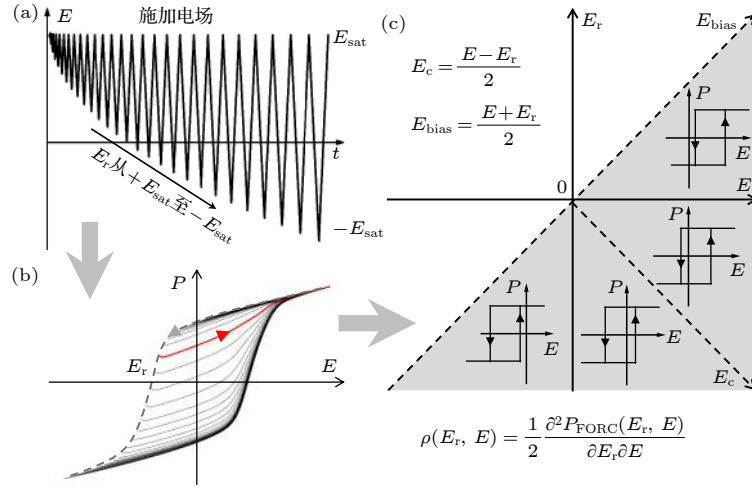 (a)
E
施加电场
E_sat
t
E_r从+E_sat至−E_sat
−E_sat
(b)
P
E_r
E
(c)
E_r
E_bias
E_c = (E−E_r)/2
E_bias = (E+E_r)/2
P
E
0
E
P
E
P
E
P
E
E_c
ρ(E_r, E) = (1/2) ∂²P_FORC(E_r, E)/∂E_r∂E